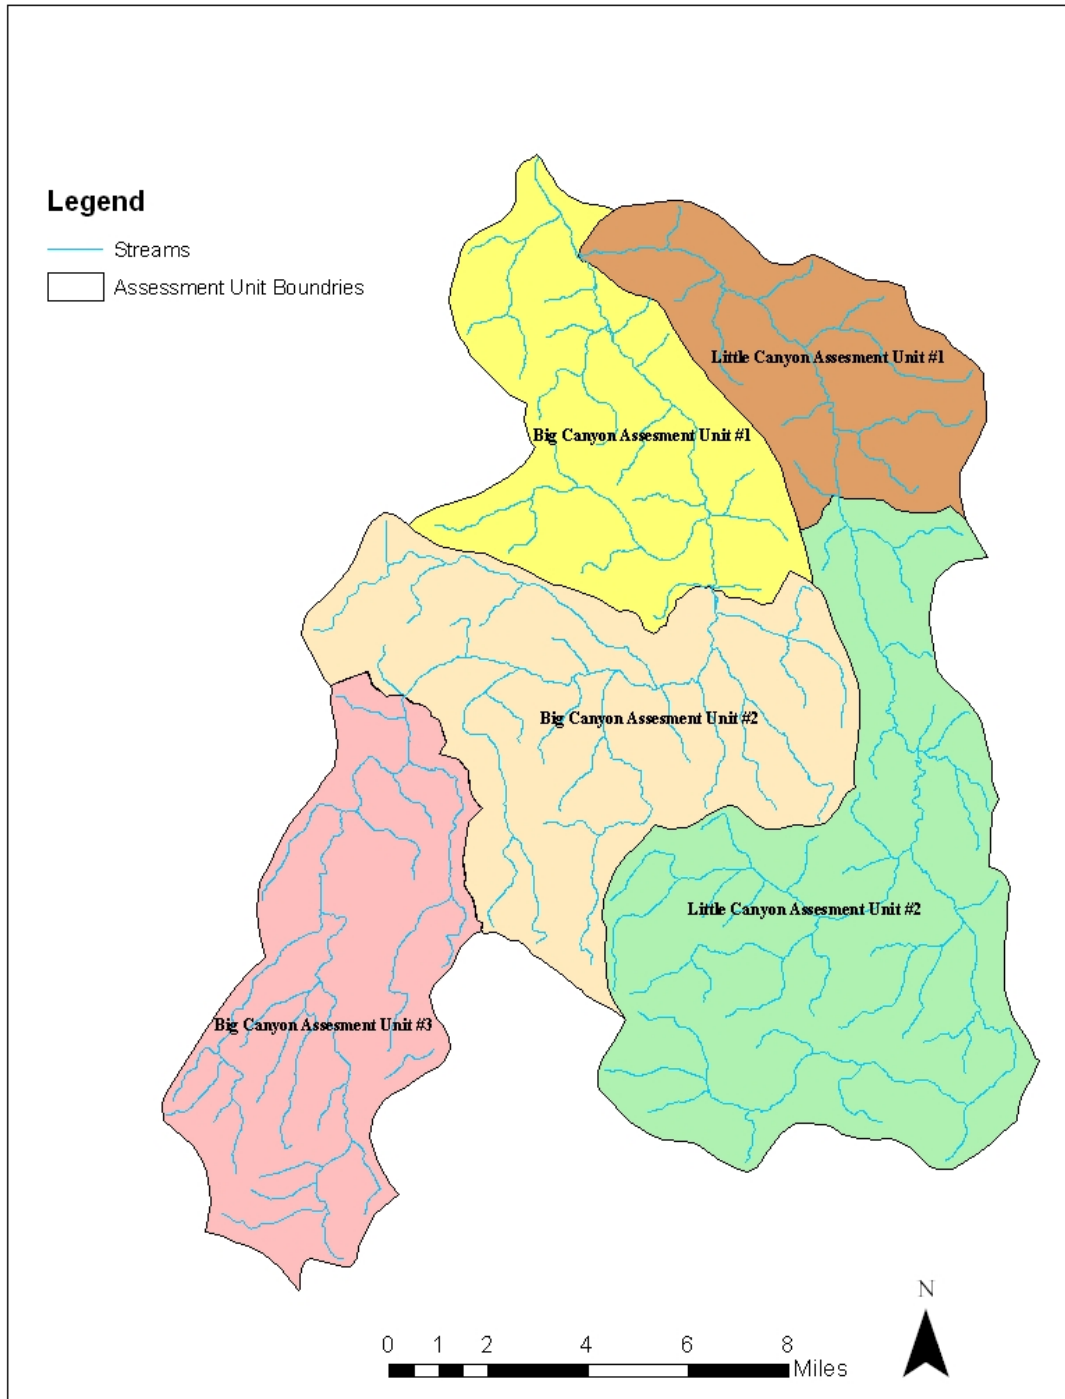 Legend
Streams
Assessment Unit Boundries
Little Canyon Assesment Unit #1
Big Canyon Assesment Unit #1
Big Canyon Assesment Unit #2
Little Canyon Assesment Unit #2
Big Canyon Assesment Unit #3
N
0 1 2 4 6 8
Miles